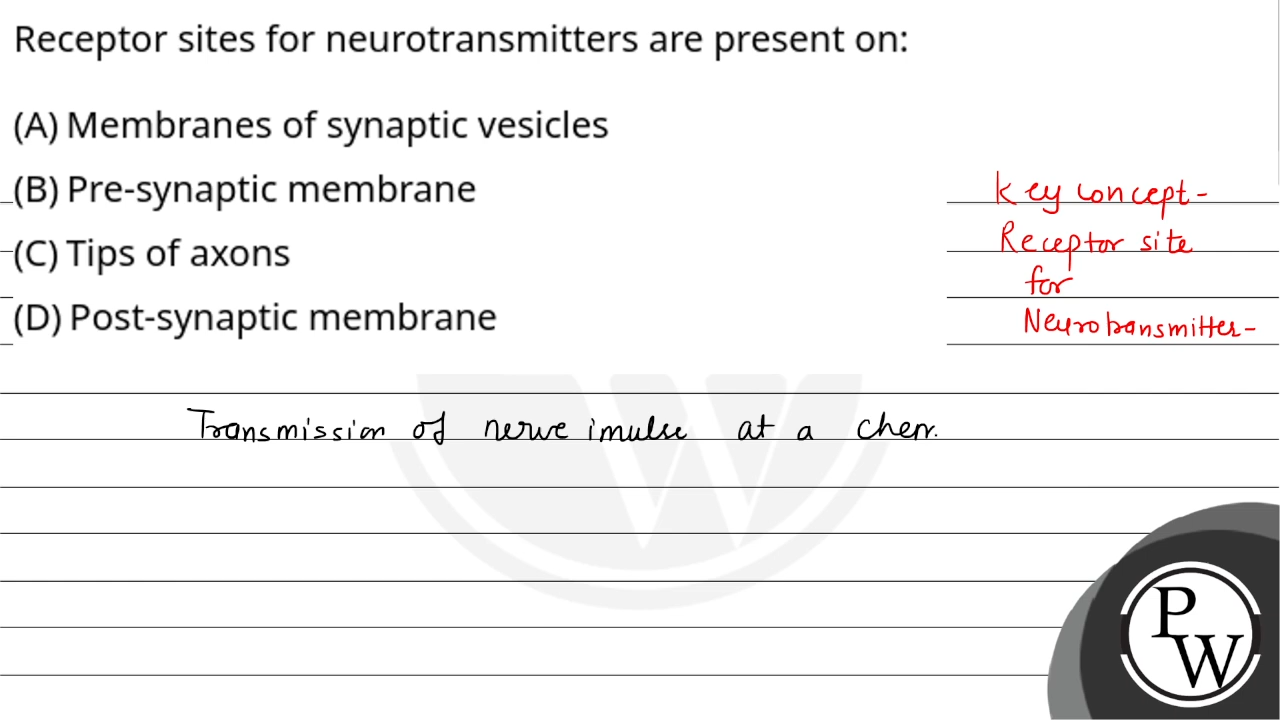 Receptor sites for neurotransmitters are present on:
(A) Membranes of synaptic vesicles
(B) Pre-synaptic membrane
(C) Tips of axons
(D) Post-synaptic membrane
Key concept-
Receptor site
for
Neurotransmitter-
Transmission of nerve imulse at a chem
PW